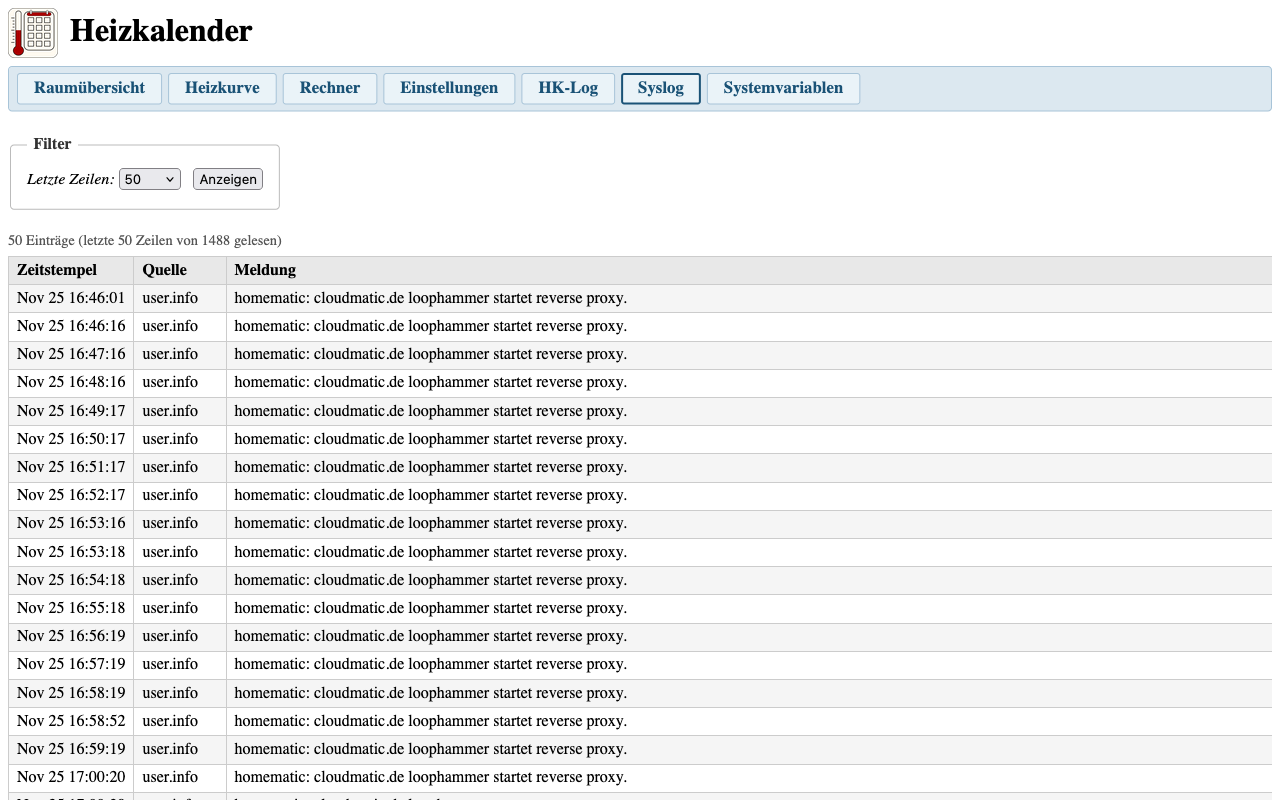 Heizkalender
Raumübersicht Heizkurve Rechner Einstellungen HK-Log Syslog Systemvariablen
Filter
Letzte Zeilen: 50 Anzeigen
50 Einträge (letzte 50 Zeilen von 1488 gelesen)
Zeitstempel Quelle Meldung
Nov 25 16:46:01 user.info homematic: cloudmatic.de loophammer startet reverse proxy.
Nov 25 16:46:16 user.info homematic: cloudmatic.de loophammer startet reverse proxy.
Nov 25 16:47:16 user.info homematic: cloudmatic.de loophammer startet reverse proxy.
Nov 25 16:48:16 user.info homematic: cloudmatic.de loophammer startet reverse proxy.
Nov 25 16:49:17 user.info homematic: cloudmatic.de loophammer startet reverse proxy.
Nov 25 16:50:17 user.info homematic: cloudmatic.de loophammer startet reverse proxy.
Nov 25 16:51:17 user.info homematic: cloudmatic.de loophammer startet reverse proxy.
Nov 25 16:52:17 user.info homematic: cloudmatic.de loophammer startet reverse proxy.
Nov 25 16:53:16 user.info homematic: cloudmatic.de loophammer startet reverse proxy.
Nov 25 16:53:18 user.info homematic: cloudmatic.de loophammer startet reverse proxy.
Nov 25 16:54:18 user.info homematic: cloudmatic.de loophammer startet reverse proxy.
Nov 25 16:55:18 user.info homematic: cloudmatic.de loophammer startet reverse proxy.
Nov 25 16:56:19 user.info homematic: cloudmatic.de loophammer startet reverse proxy.
Nov 25 16:57:19 user.info homematic: cloudmatic.de loophammer startet reverse proxy.
Nov 25 16:58:19 user.info homematic: cloudmatic.de loophammer startet reverse proxy.
Nov 25 16:58:52 user.info homematic: cloudmatic.de loophammer startet reverse proxy.
Nov 25 16:59:19 user.info homematic: cloudmatic.de loophammer startet reverse proxy.
Nov 25 17:00:20 user.info homematic: cloudmatic.de loophammer startet reverse proxy.